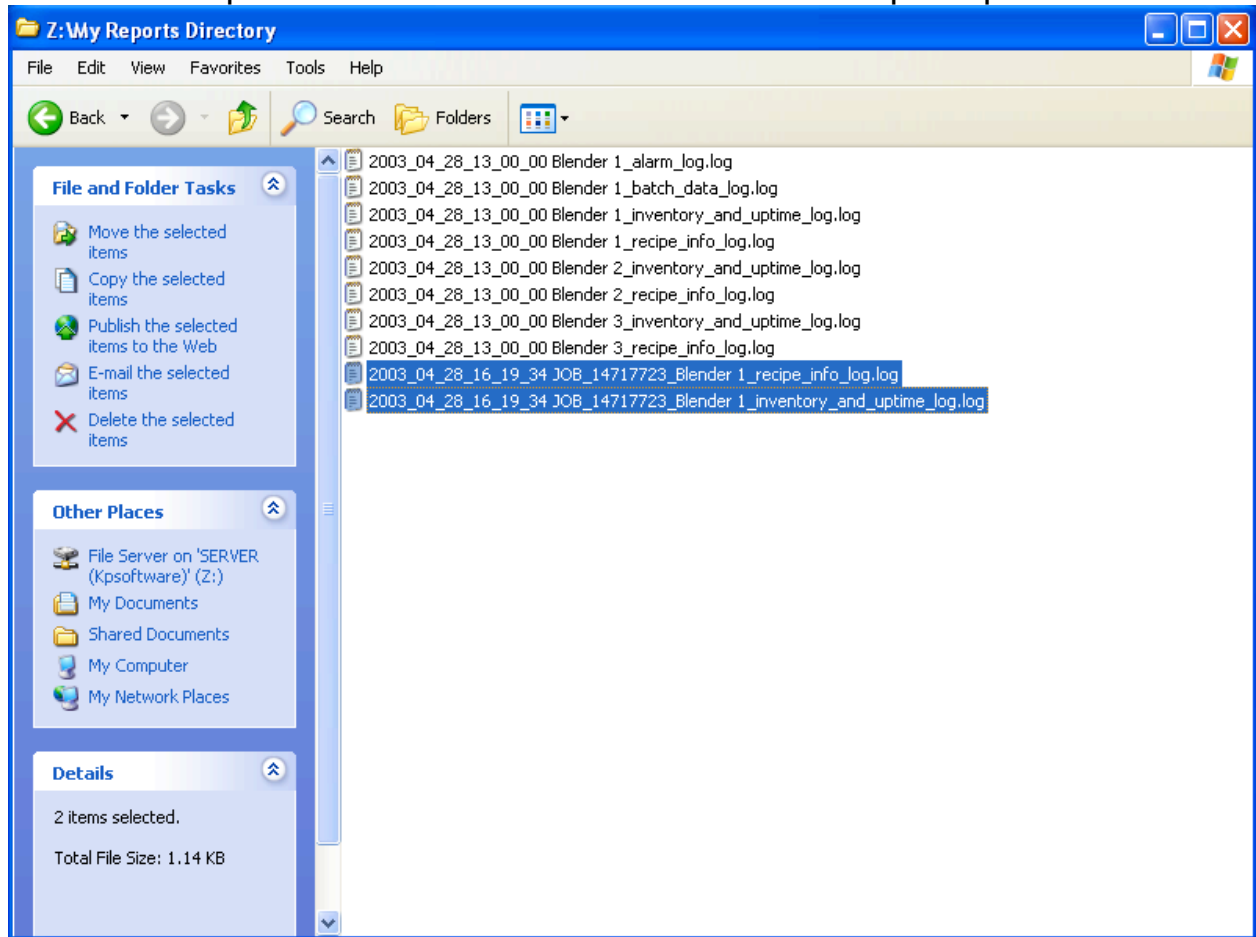 Z:\My Reports Directory
File Edit View Favorites Tools Help
Back Search Folders
File and Folder Tasks
Move the selected
items
Copy the selected
items
Publish the selected
items to the Web
E-mail the selected
items
Delete the selected
items
Other Places
File Server on 'SERVER
(Kpsoftware)' (Z:)
My Documents
Shared Documents
My Computer
My Network Places
Details
2 items selected.
Total File Size: 1.14 KB
2003_04_28_13_00_00 Blender 1_alarm_log.log
2003_04_28_13_00_00 Blender 1_batch_data_log.log
2003_04_28_13_00_00 Blender 1_inventory_and_uptime_log.log
2003_04_28_13_00_00 Blender 1_recipe_info_log.log
2003_04_28_13_00_00 Blender 2_inventory_and_uptime_log.log
2003_04_28_13_00_00 Blender 2_recipe_info_log.log
2003_04_28_13_00_00 Blender 3_inventory_and_uptime_log.log
2003_04_28_13_00_00 Blender 3_recipe_info_log.log
2003_04_28_16_19_34 JOB_14717723_Blender 1_recipe_info_log.log
2003_04_28_16_19_34 JOB_14717723_Blender 1_inventory_and_uptime_log.log